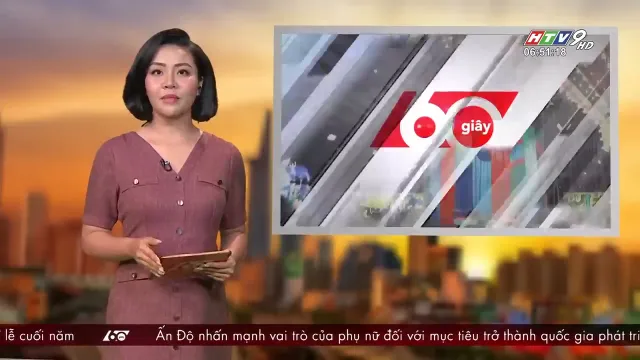 HTV9 HD
06:51:18
60 giây
lễ cuối năm 60 Ấn Độ nhấn mạnh vai trò của phụ nữ đối với mục tiêu trở thành quốc gia phát tri